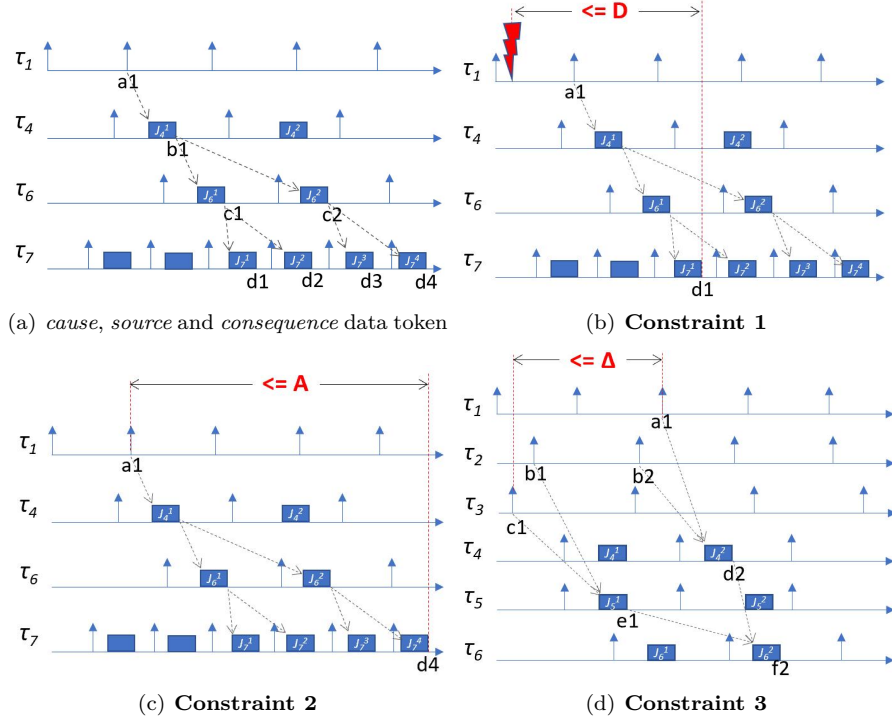 τ1
a1
τ4
J4^1
J4^2
b1
τ6
J6^1
J6^2
c1
c2
τ7
J7^1
J7^2
J7^3
J7^4
d1
d2
d3
d4
(a) cause, source and consequence data token
<= D
τ1
a1
τ4
J4^1
J4^2
τ6
J6^1
J6^2
τ7
J7^1
J7^2
J7^3
J7^4
d1
(b) Constraint 1
<= A
τ1
a1
τ4
J4^1
J4^2
τ6
J6^1
J6^2
τ7
J7^1
J7^2
J7^3
J7^4
d4
(c) Constraint 2
<= Δ
τ1
a1
τ2
b1
b2
τ3
c1
τ4
J4^1
J4^2
d2
τ5
J5^1
J5^2
e1
τ6
J6^1
J6^2
f2
(d) Constraint 3